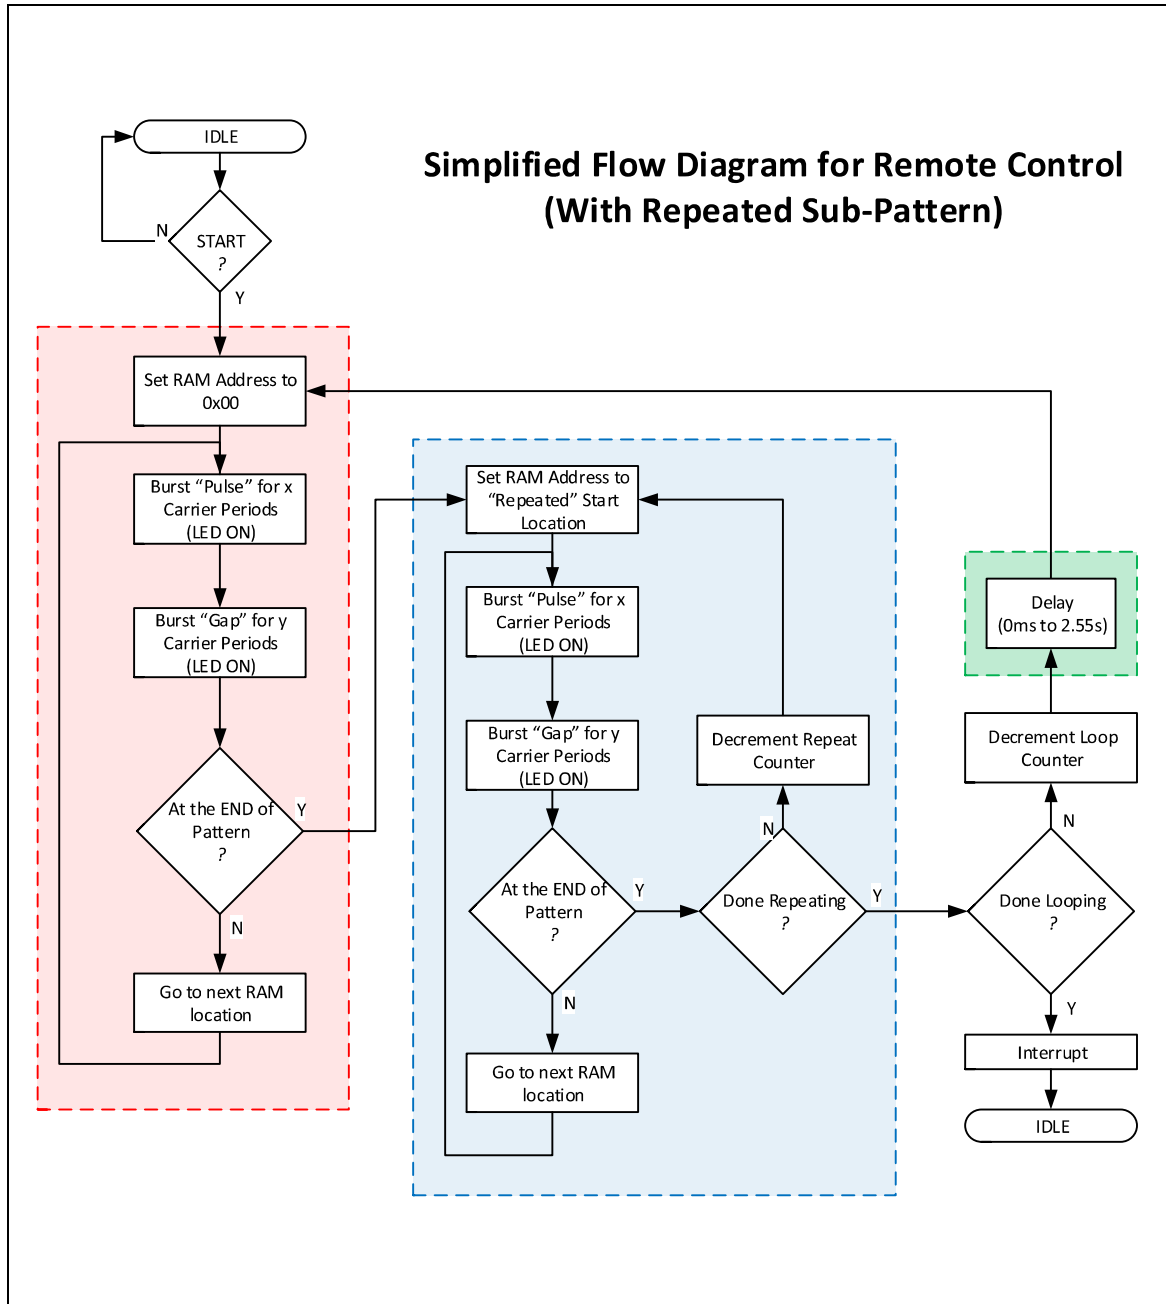 Simplified Flow Diagram for Remote Control
(With Repeated Sub-Pattern)
IDLE
START
?
N
Y
Set RAM Address to
0x00
Burst “Pulse” for x
Carrier Periods
(LED ON)
Burst “Gap” for y
Carrier Periods
(LED ON)
At the END of
Pattern
?
Y
N
Go to next RAM
location
Set RAM Address to
“Repeated” Start
Location
Burst “Pulse” for x
Carrier Periods
(LED ON)
Burst “Gap” for y
Carrier Periods
(LED ON)
At the END of
Pattern
?
Y
N
Go to next RAM
location
Decrement Repeat
Counter
N
Done Repeating
?
Y
Delay
(0ms to 2.55s)
Decrement Loop
Counter
N
Done Looping
?
Y
Interrupt
IDLE